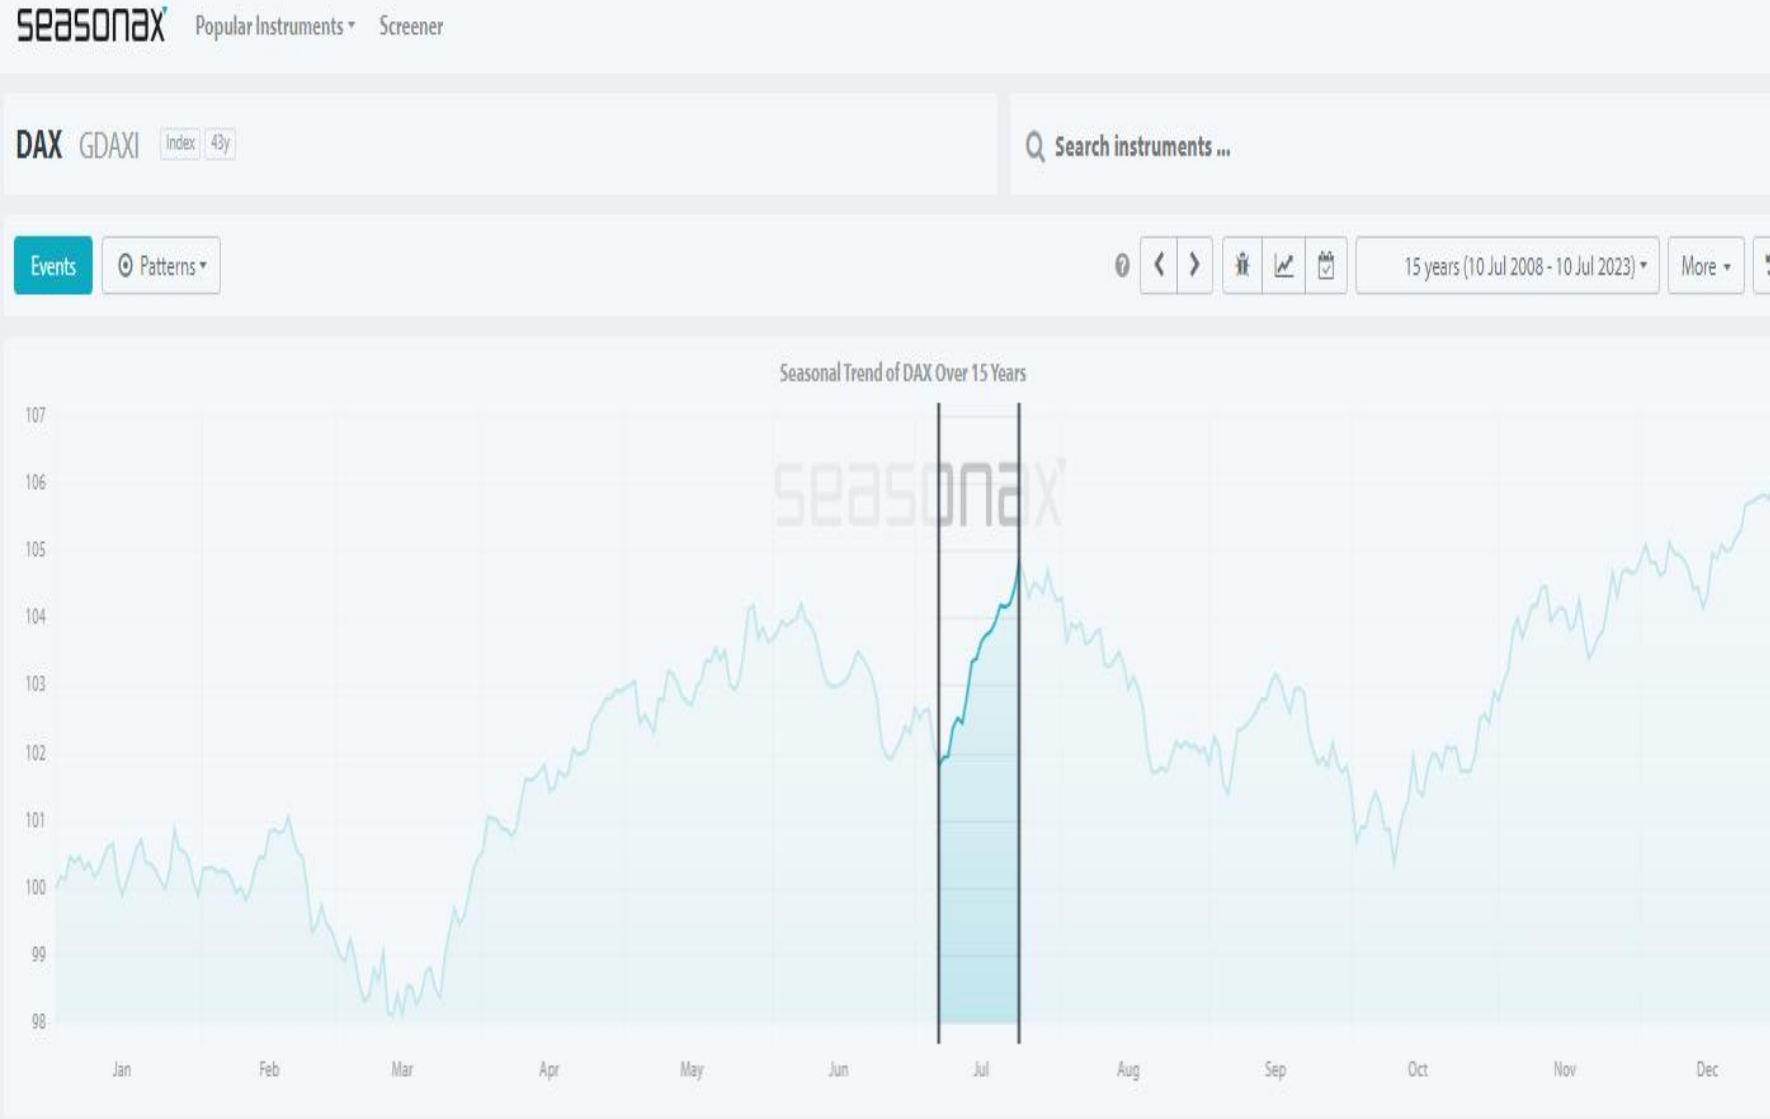 seasonax Popular Instruments Screener
DAX GDAXI Index 43y
Search instruments ...
Events Patterns
15 years (10 Jul 2008 - 10 Jul 2023) More
Seasonal Trend of DAX Over 15 Years
seasonax
107
106
105
104
103
102
101
100
99
98
Jan Feb Mar Apr May Jun Jul Aug Sep Oct Nov Dec